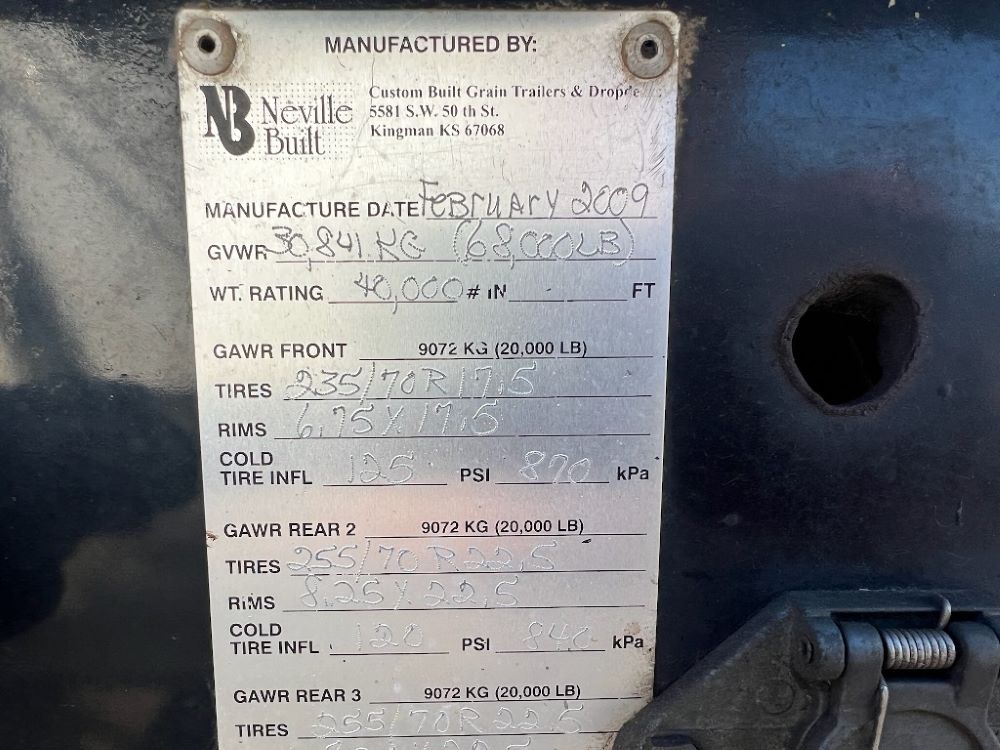 MANUFACTURED BY:
NB Neville Built
Custom Built Grain Trailers &
5581 S.W. 50 th St.
Kingman KS 67068
MANUFACTURE DATE FEBRUARY 2009
GVWR 30,841 KG (68,000LB)
WT. RATING 40,000 # IN - FT
GAWR FRONT 9072 KG (20,000 LB)
TIRES 235/70R17.5
RIMS 6.75X17.5
COLD
TIRE INFL 125 PSI 870 kPa
GAWR REAR 2 9072 KG (20,000 LB)
TIRES 255/70R22.5
RIMS 8.25X22.5
COLD
TIRE INFL 120 PSI 840 kPa
GAWR REAR 3 9072 KG (20,000 LB)
TIRES 255/70R22.5